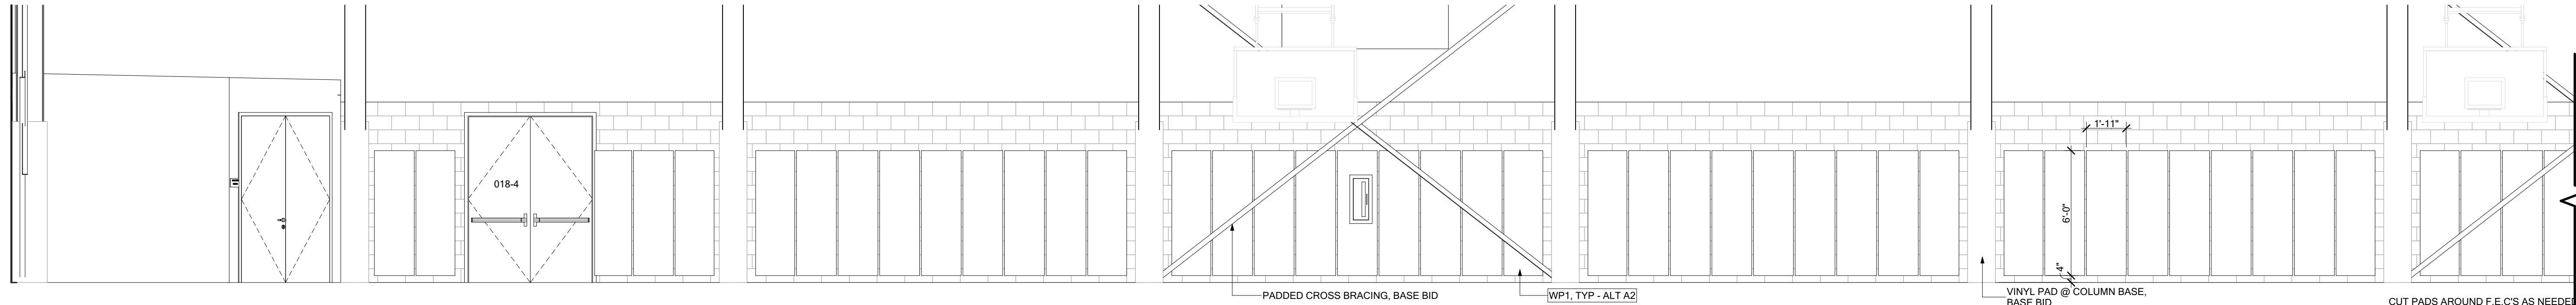 018-4
1'-11"
6'-0"
4"
PADDED CROSS BRACING, BASE BID
WP1, TYP - ALT A2
VINYL PAD @ COLUMN BASE,
BASE BID
CUT PADS AROUND F.E.C'S AS NEEDED